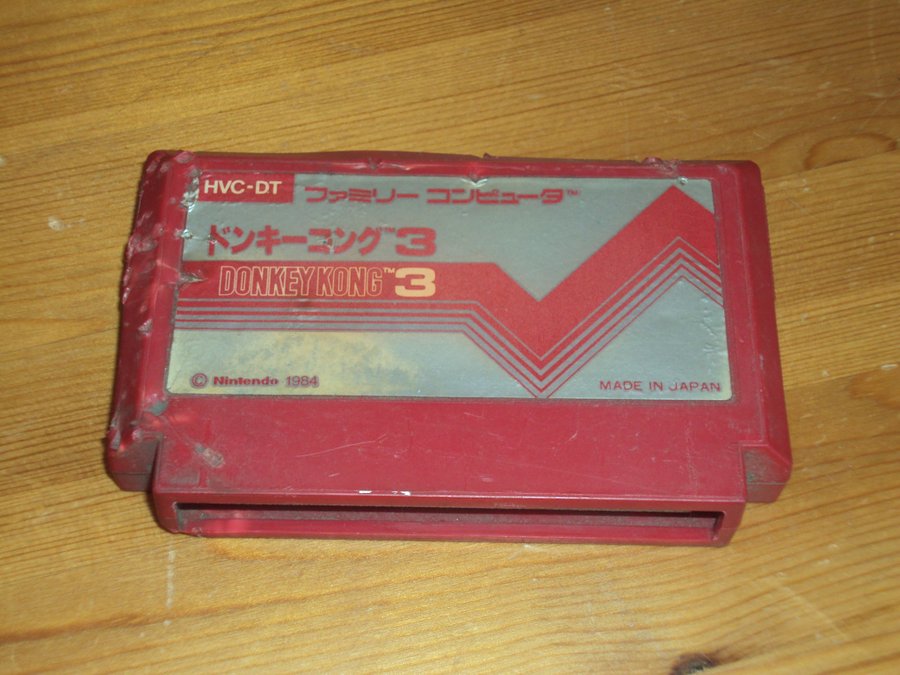 HVC-DT ファミリー コンピュータ™
ドンキーコング™3
DONKEY KONG™3
© Nintendo 1984
MADE IN JAPAN